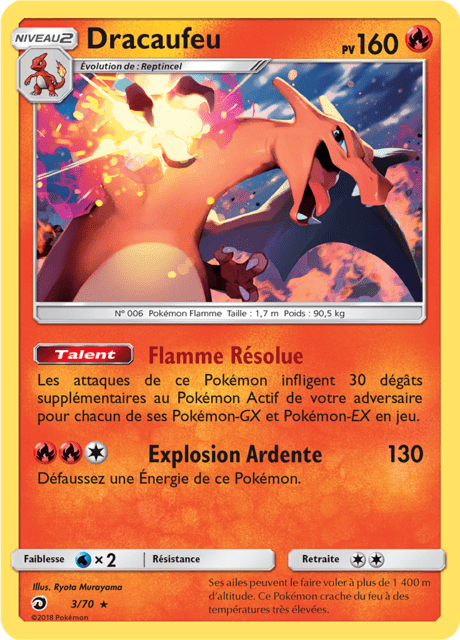 NIVEAU2 Dracaufeu PV160
Évolution de : Reptincel
Nº 006 Pokémon Flamme Taille : 1,7 m Poids : 90,5 kg
Talent Flamme Résolue
Les attaques de ce Pokémon infligent 30 dégâts
supplémentaires au Pokémon Actif de votre adversaire
pour chacun de ses Pokémon-GX et Pokémon-EX en jeu.
Explosion Ardente 130
Défaussez une Énergie de ce Pokémon.
Faiblesse ×2 Résistance Retraite
Illus. Ryota Murayama
3/70 ★
©2018 Pokémon
Ses ailes peuvent le faire voler à plus de 1 400 m
d'altitude. Ce Pokémon crache du feu à des
températures très élevées.